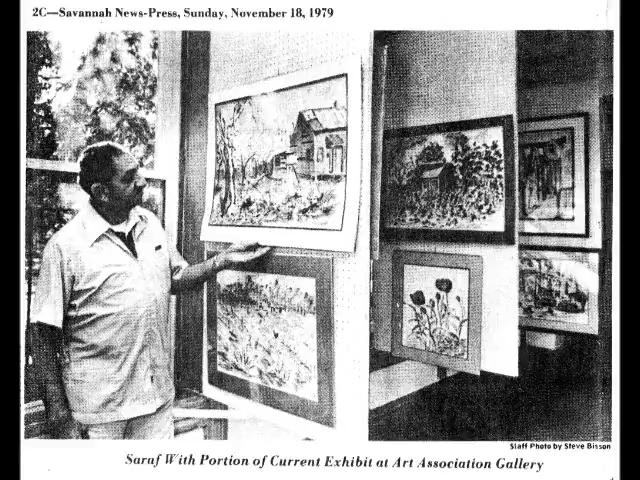 2C—Savannah News-Press, Sunday, November 18, 1979
Staff Photo by Steve Bisson
Saraf With Portion of Current Exhibit at Art Association Gallery